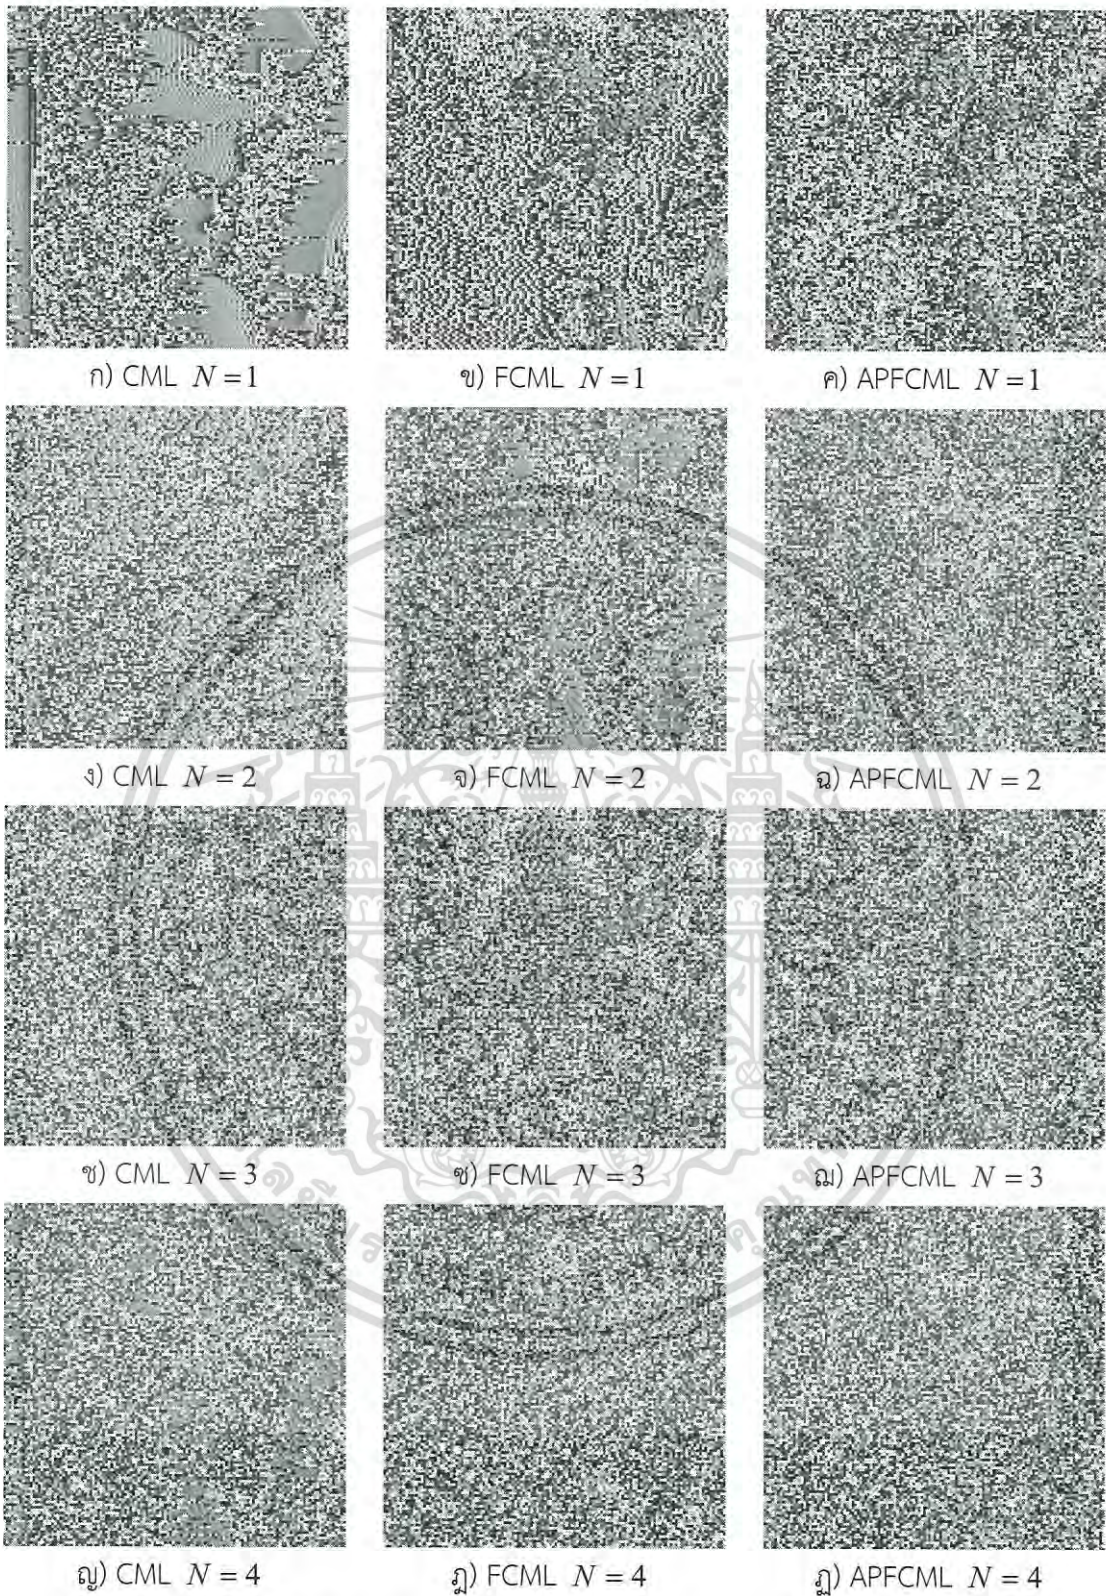 ก) CML N = 1
ข) FCML N = 1
ค) APFCML N = 1
ง) CML N = 2
จ) FCML N = 2
ฉ) APFCML N = 2
ช) CML N = 3
ซ) FCML N = 3
ฌ) APFCML N = 3
ญ) CML N = 4
ฎ) FCML N = 4
ฏ) APFCML N = 4